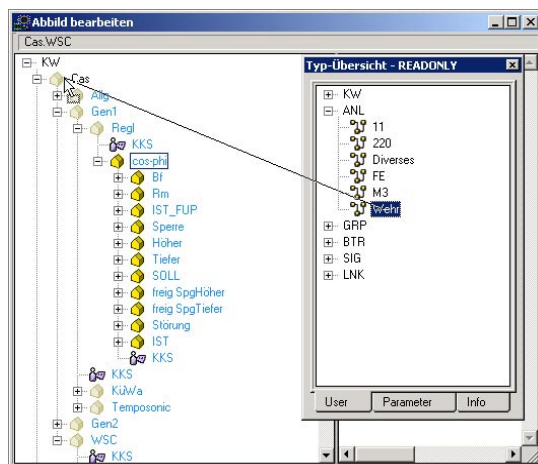 Abbild bearbeiten
Cas.WSC
KW
Cas
Allg
Gen1
Regl
KKS
cos-phi
Bf
Rm
IST_FUP
Sperre
Höher
Tiefer
SOLL
freig SpgHöher
freig SpgTiefer
Störung
IST
KKS
KKS
KüWa
Temposonic
Gen2
WSC
KKS
Typ-Übersicht - READONLY
KW
ANL
11
220
Diverses
FE
M3
Wehr
GRP
BTR
SIG
LNK
User Parameter Info